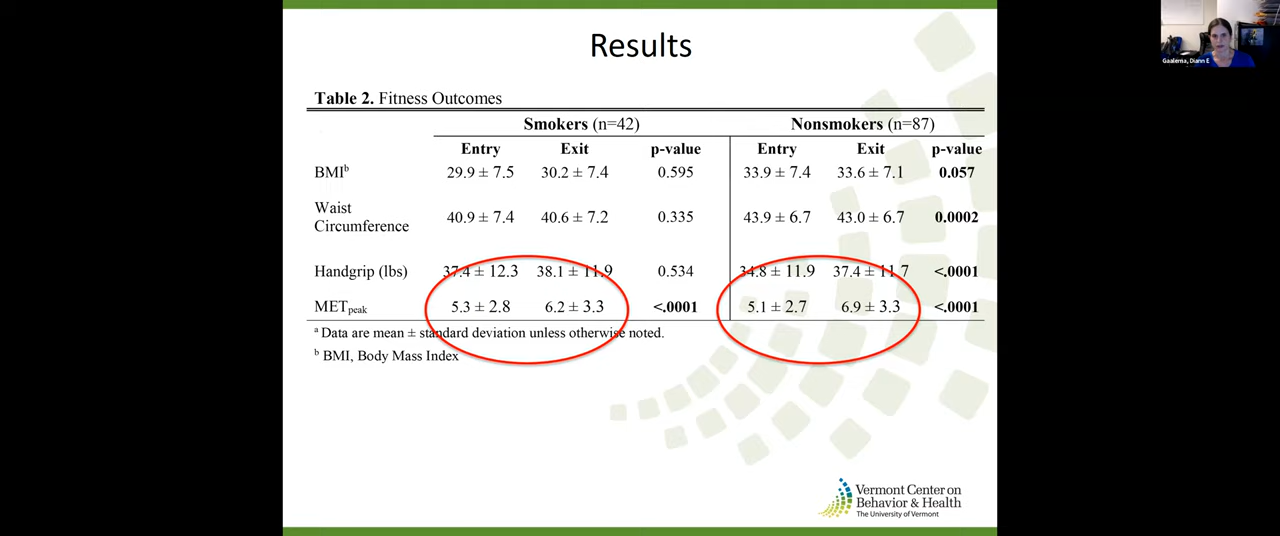 Results
Table 2. Fitness Outcomes
Smokers (n=42) Nonsmokers (n=87)
Entry Exit p-value Entry Exit p-value
BMIb 29.9 ± 7.5 30.2 ± 7.4 0.595 33.9 ± 7.4 33.6 ± 7.1 0.057
Waist
Circumference 40.9 ± 7.4 40.6 ± 7.2 0.335 43.9 ± 6.7 43.0 ± 6.7 0.0002
Handgrip (lbs) 37.4 ± 12.3 38.1 ± 11.9 0.534 34.8 ± 11.9 37.4 ± 11.7 <.0001
METpeak 5.3 ± 2.8 6.2 ± 3.3 <.0001 5.1 ± 2.7 6.9 ± 3.3 <.0001
a Data are mean ± standard deviation unless otherwise noted.
b BMI, Body Mass Index
Vermont Center on
Behavior & Health
The University of Vermont
Gaalema, Diann E